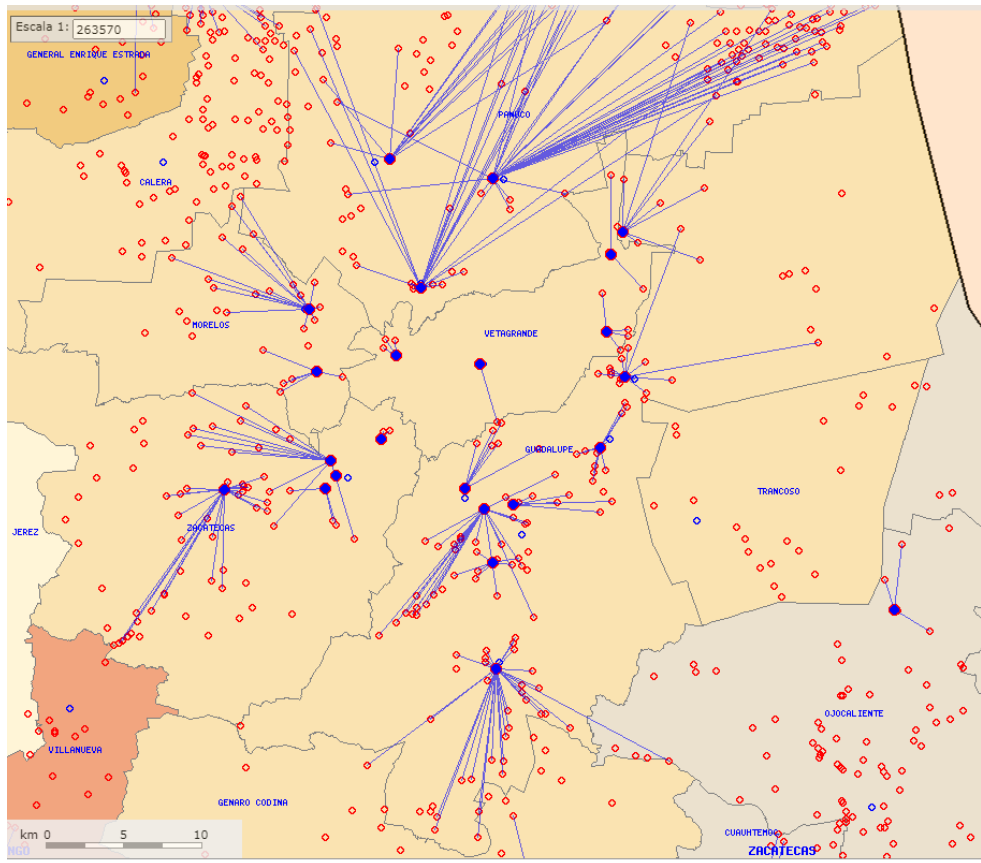 Escala 1: 263570
GENERAL ENRIQUE ESTRADA
PANUCO
CALERA
MORELOS
VETAGRANDE
GUADALUPE
TRANCOSO
JEREZ
ZACATECAS
OJOCALIENTE
VILLANUEVA
GENARO CODINA
km 0 5 10
CUAUHTEMOC
NGO
ZACATECAS